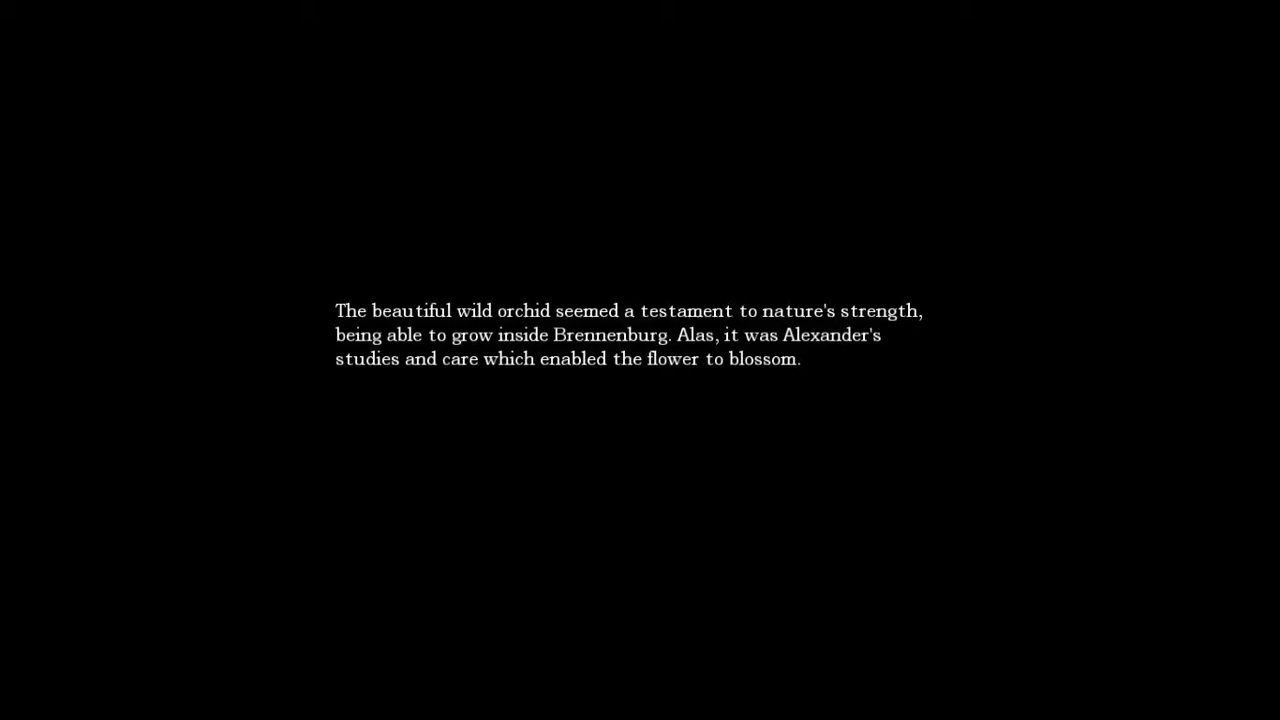 The beautiful wild orchid seemed a testament to nature's strength,
being able to grow inside Brennenburg. Alas, it was Alexander's
studies and care which enabled the flower to blossom.